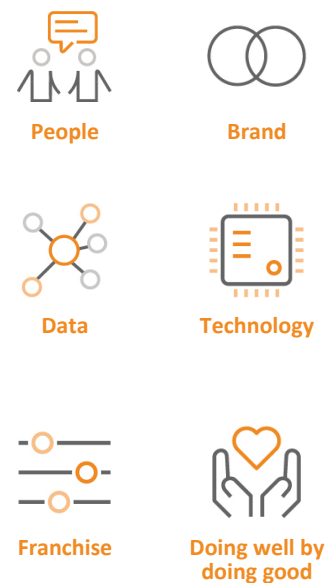 People
Brand
Data
Technology
Franchise
Doing well by
doing good